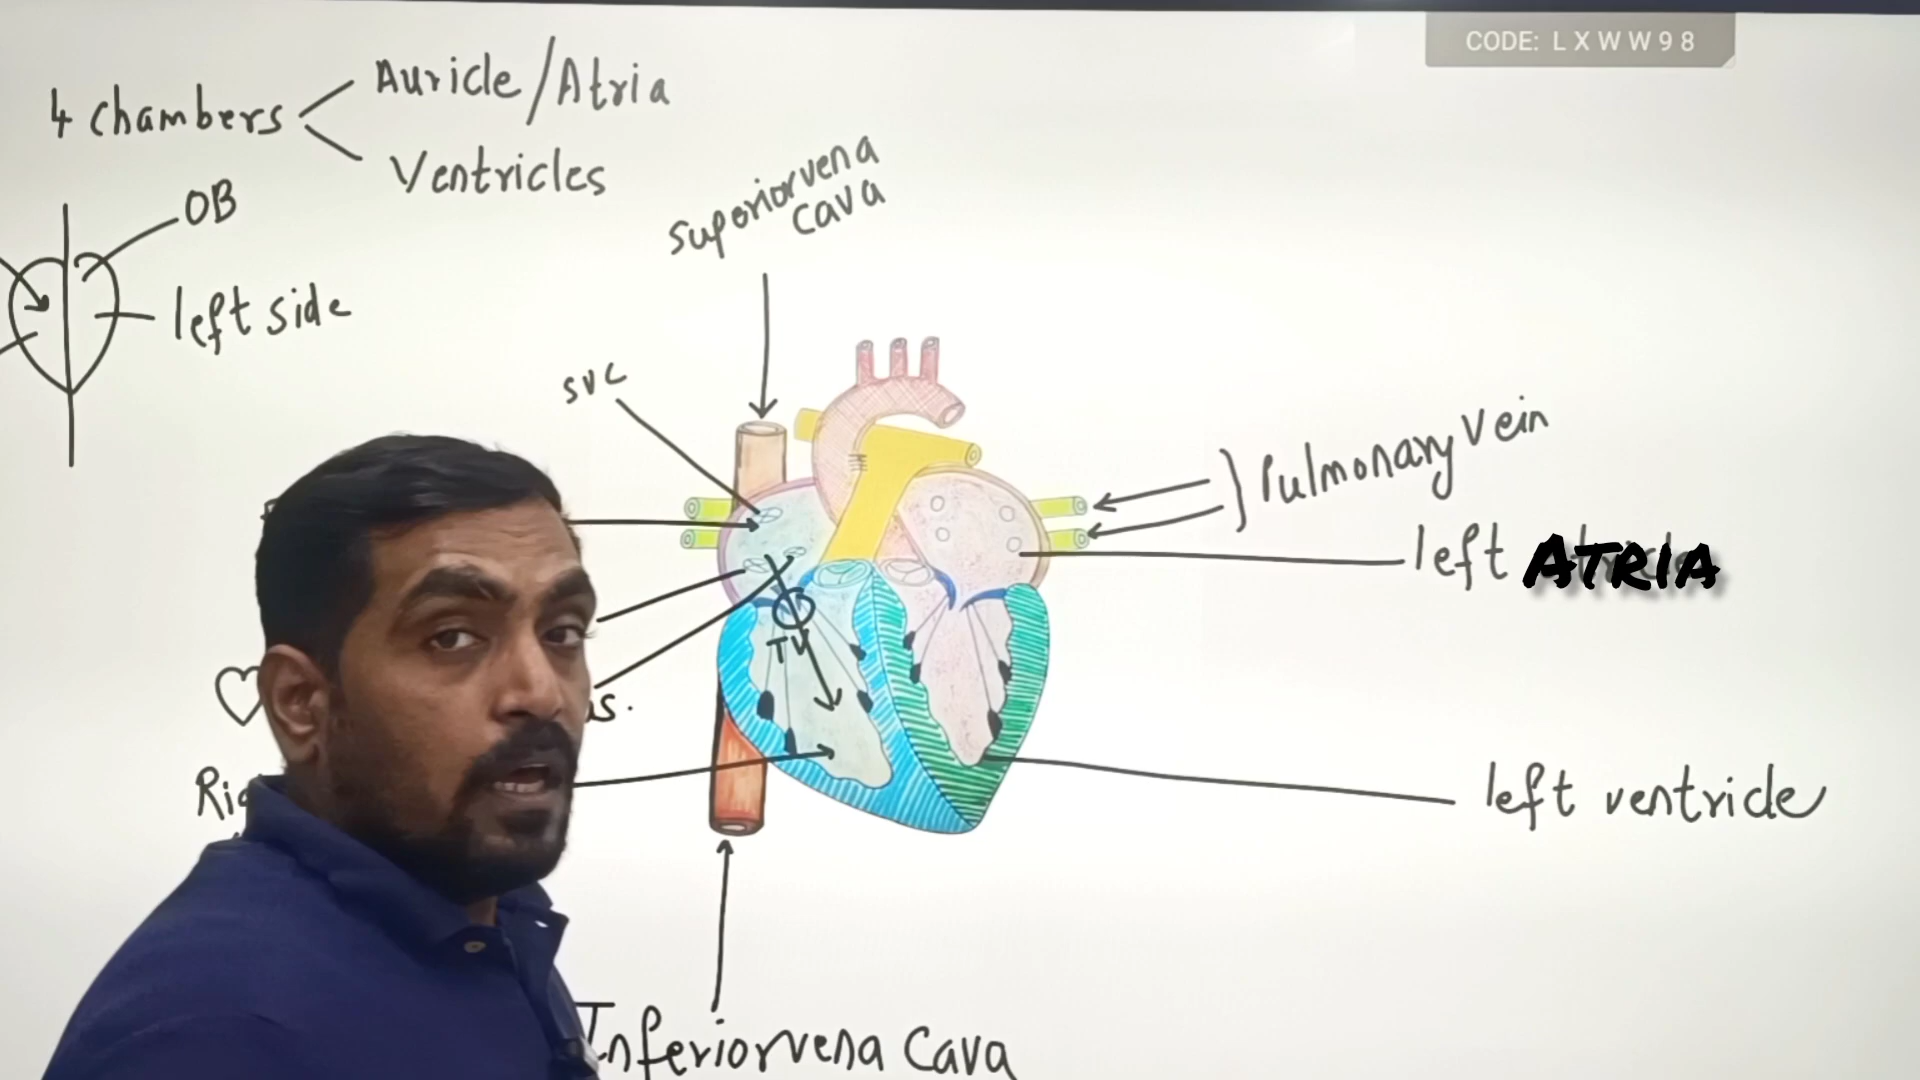 CODE: LXWW98
4 chambers
Auricle/Atria
Ventricles
OB
left side
superiorvena
cava
svc
Pulmonary Vein
left ATRIA
TV
left ventricle
Inferiorvena Cava